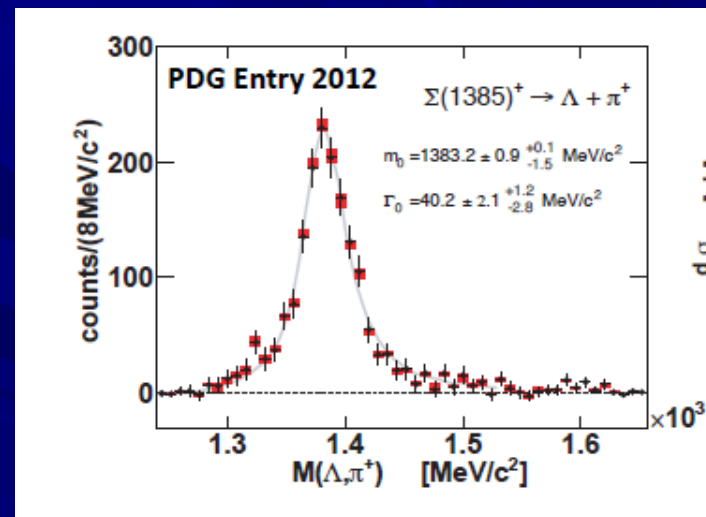 300
PDG Entry 2012
Σ(1385)⁺ → Λ + π⁺
m₀ =1383.2 ± 0.9 +0.1 -1.5 MeV/c²
Γ₀ =40.2 ± 2.1 +1.2 -2.8 MeV/c²
200
100
0
counts/(8MeV/c²)
1.3 1.4 1.5 1.6
×10³
M(Λ,π⁺) [MeV/c²]
d σ